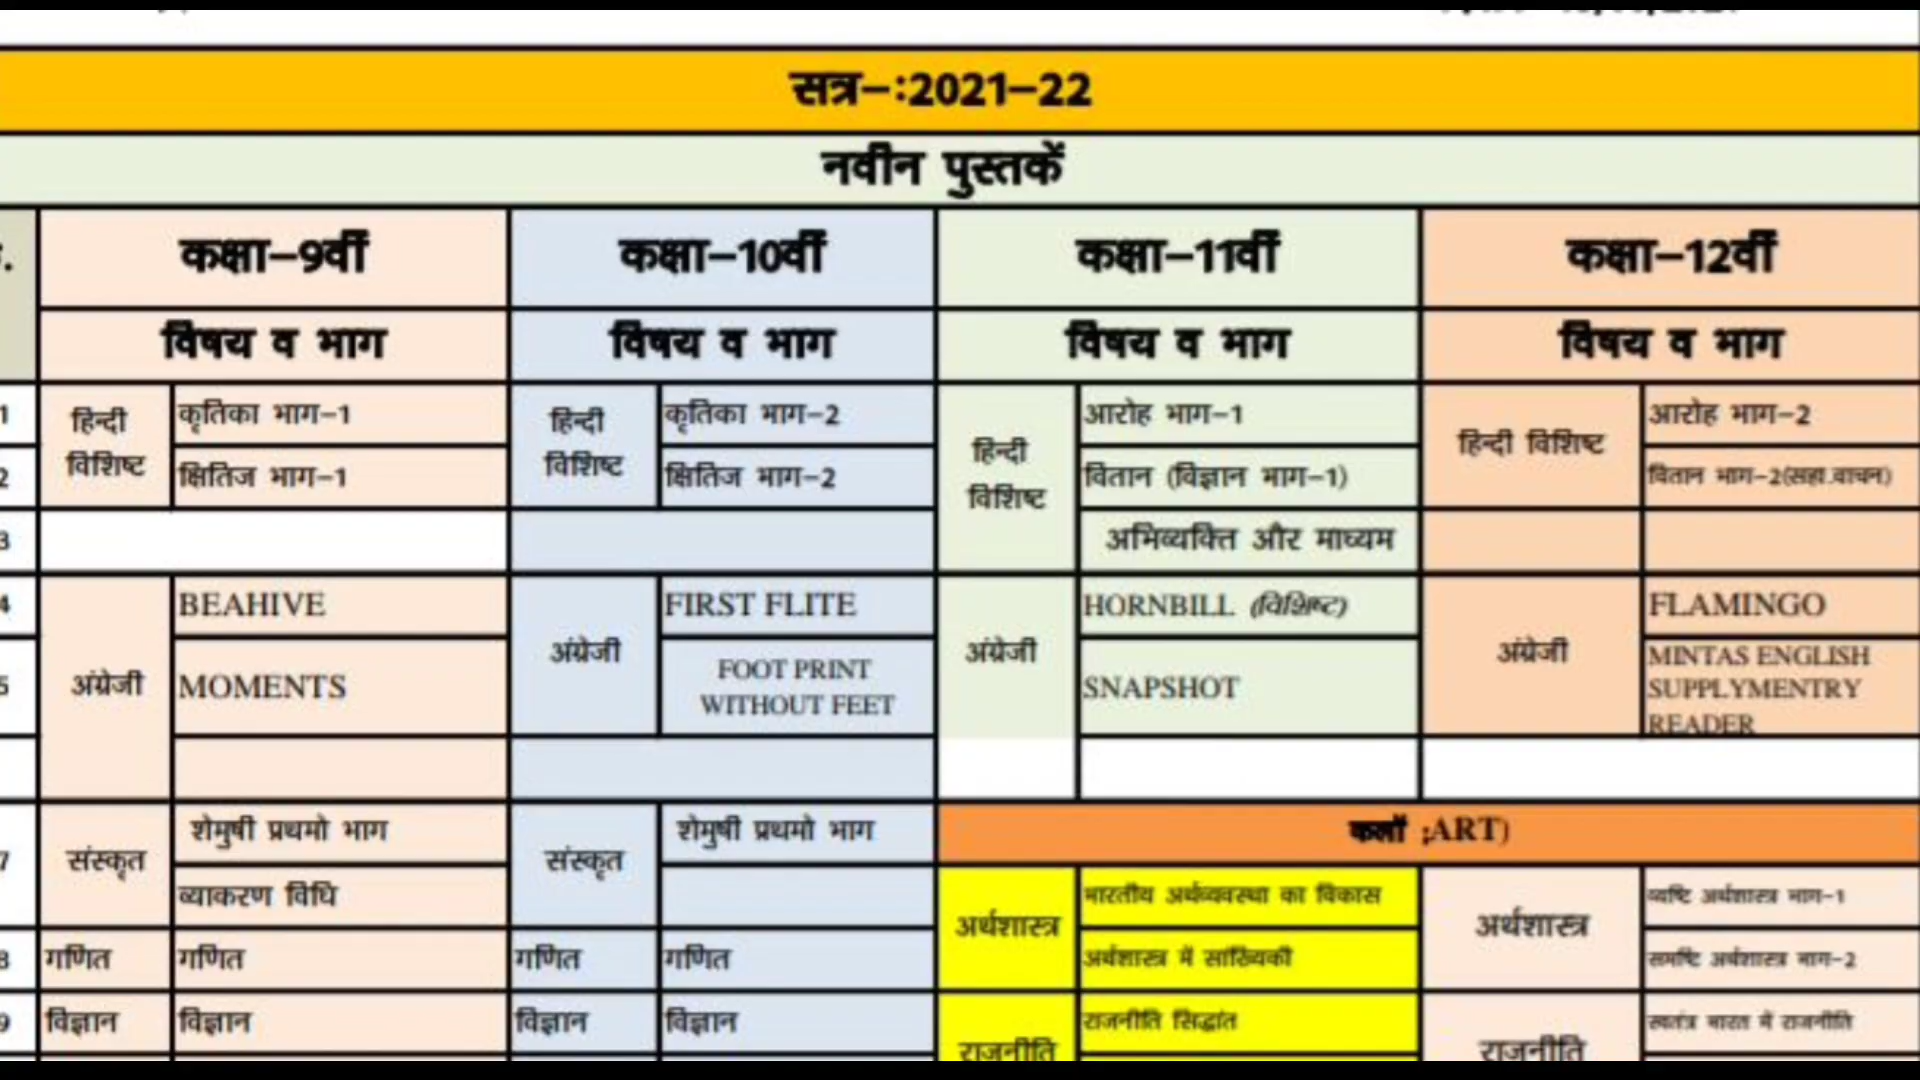 सत्र–:2021–22
नवीन पुस्तकें
कक्षा–9वीं कक्षा–10वीं कक्षा–11वीं कक्षा–12वीं
विषय व भाग विषय व भाग विषय व भाग विषय व भाग
1 हिन्दी विशिष्ट कृतिका भाग–1 हिन्दी विशिष्ट कृतिका भाग–2 हिन्दी विशिष्ट आरोह भाग–1 हिन्दी विशिष्ट आरोह भाग–2
2 क्षितिज भाग–1 क्षितिज भाग–2 वितान (विज्ञान भाग–1) वितान भाग–2(सहा.वाचन)
3 अभिव्यक्ति और माध्यम
4 अंग्रेजी BEAHIVE अंग्रेजी FIRST FLITE अंग्रेजी HORNBILL (विशिष्ट) अंग्रेजी FLAMINGO
5 MOMENTS FOOT PRINT WITHOUT FEET SNAPSHOT MINTAS ENGLISH SUPPLYMENTRY READER
7 संस्कृत शेमुषी प्रथमो भाग संस्कृत शेमुषी प्रथमो भाग कलाॅं ;ART)
व्याकरण विधि अर्थशास्त्र भारतीय अर्थव्यवस्था का विकास अर्थशास्त्र व्यष्टि अर्थशास्त्र भाग–1
8 गणित गणित गणित गणित अर्थशास्त्र में सांख्यिकी समष्टि अर्थशास्त्र भाग–2
9 विज्ञान विज्ञान विज्ञान विज्ञान राजनीति राजनीति सिद्धांत राजनीति स्वतंत्र भारत में राजनीति